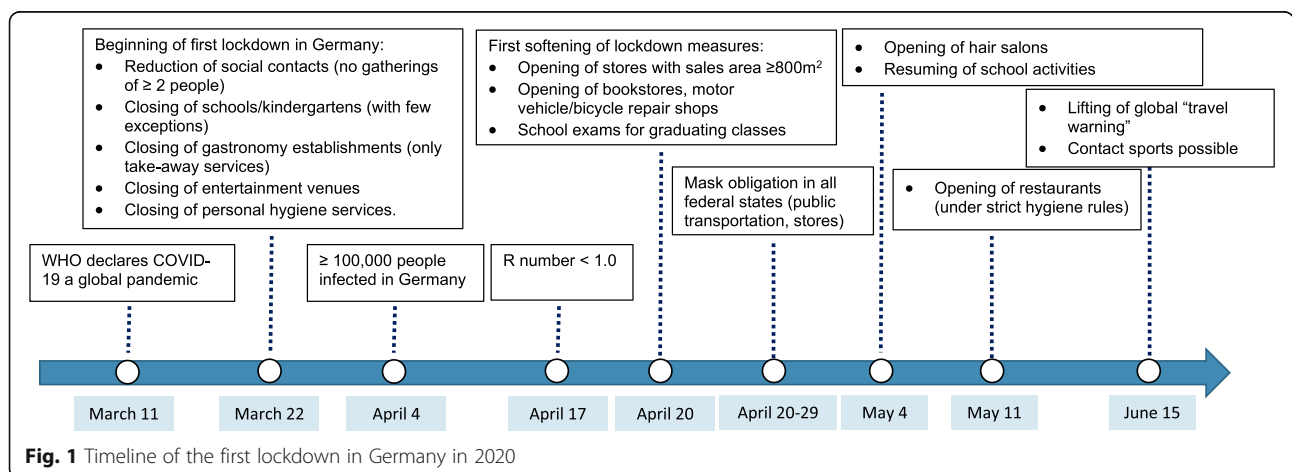 Beginning of first lockdown in Germany:
• Reduction of social contacts (no gatherings
of ≥ 2 people)
• Closing of schools/kindergartens (with few
exceptions)
• Closing of gastronomy establishments (only
take-away services)
• Closing of entertainment venues
• Closing of personal hygiene services.
First softening of lockdown measures:
• Opening of stores with sales area ≥800m²
• Opening of bookstores, motor
vehicle/bicycle repair shops
• School exams for graduating classes
• Opening of hair salons
• Resuming of school activities
• Lifting of global “travel
warning”
• Contact sports possible
Mask obligation in all
federal states (public
transportation, stores)
• Opening of restaurants
(under strict hygiene rules)
WHO declares COVID-
19 a global pandemic
≥ 100,000 people
infected in Germany
R number < 1.0
March 11
March 22
April 4
April 17
April 20
April 20-29
May 4
May 11
June 15
Fig. 1 Timeline of the first lockdown in Germany in 2020